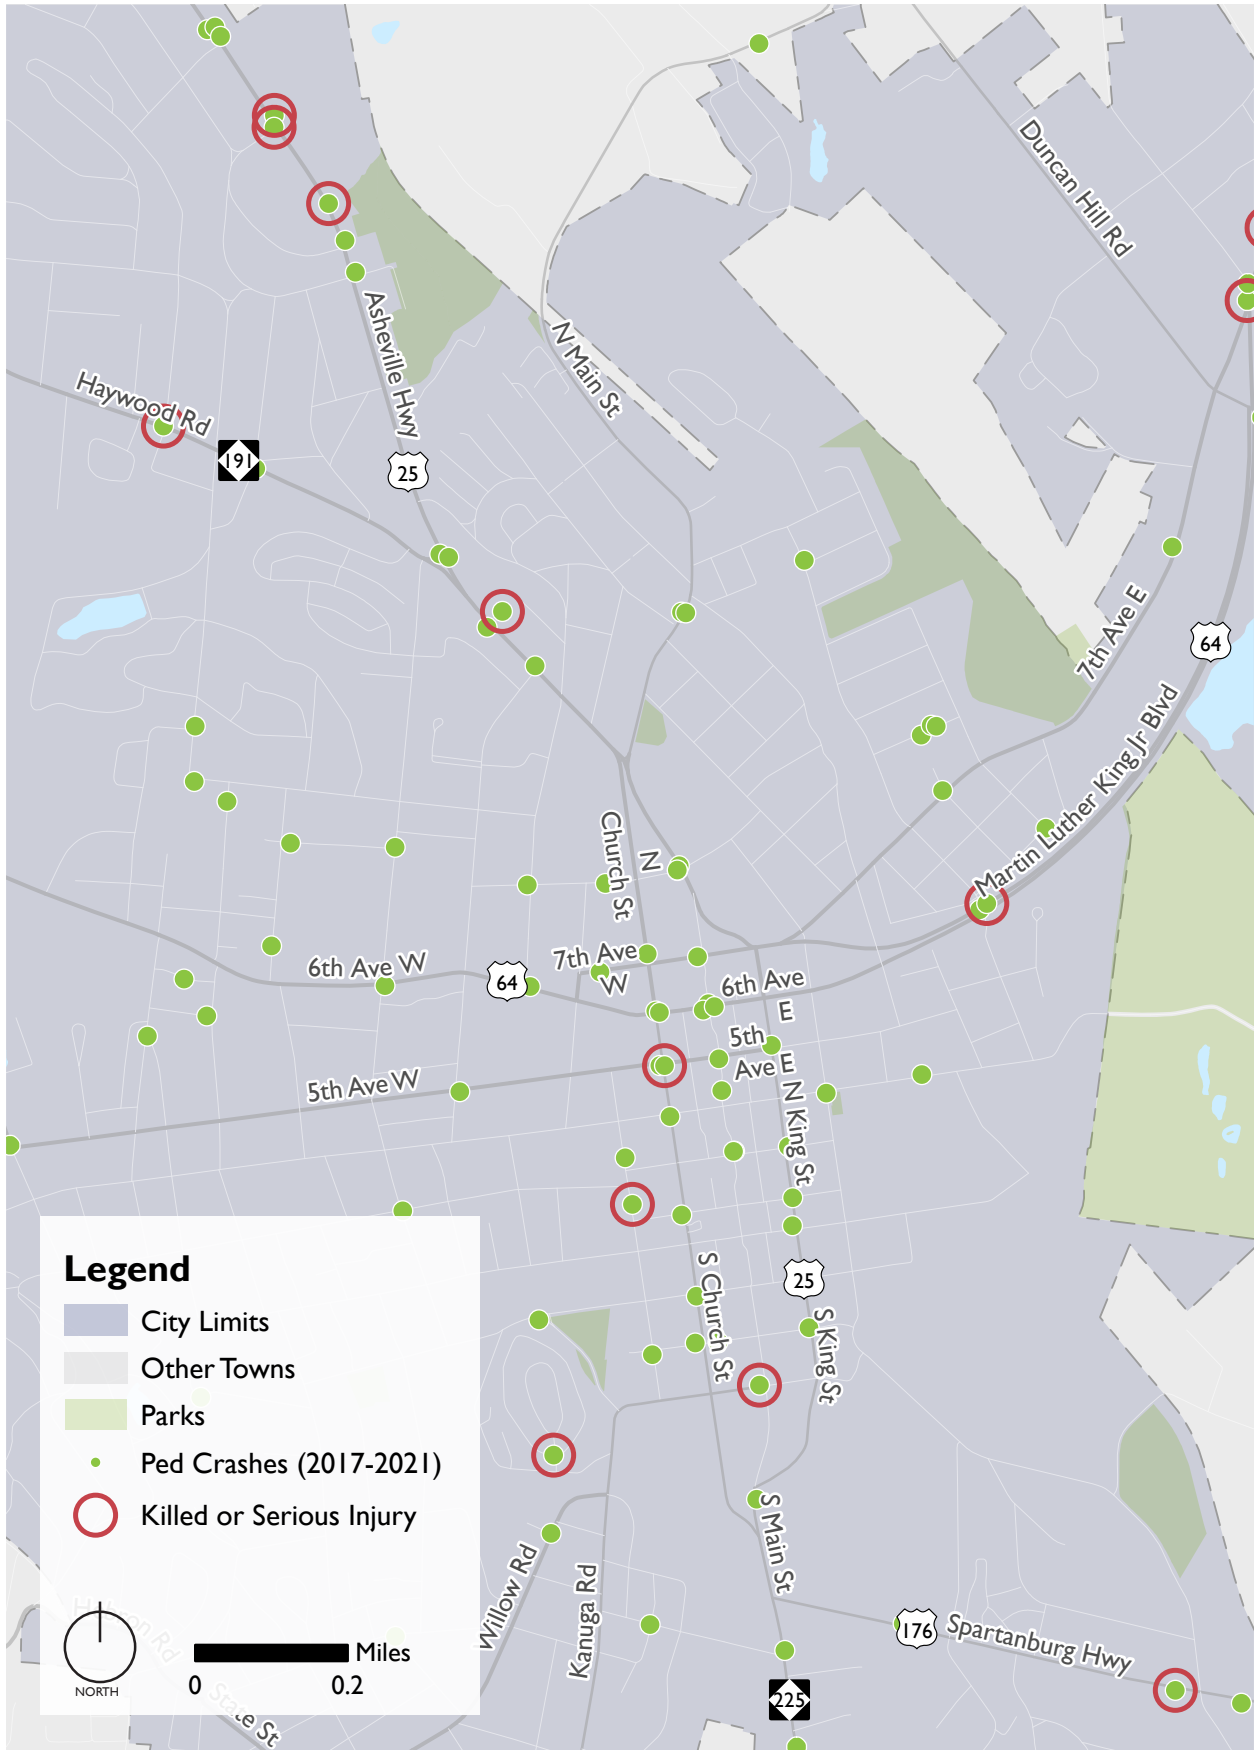 Duncan Hill Rd
Asheville Hwy
N Main St
Haywood Rd
191
25
7th Ave E
64
Martin Luther King Jr Blvd
N
Church St
6th Ave W
64
7th Ave
W
6th Ave
E
5th
Ave E
5th Ave W
N King St
25
S Church St
S King St
Legend
City Limits
Other Towns
Parks
Ped Crashes (2017-2021)
Killed or Serious Injury
S Main St
Willow Rd
Kanuga Rd
176
Spartanburg Hwy
225
Miles
0
0.2
NORTH
State St